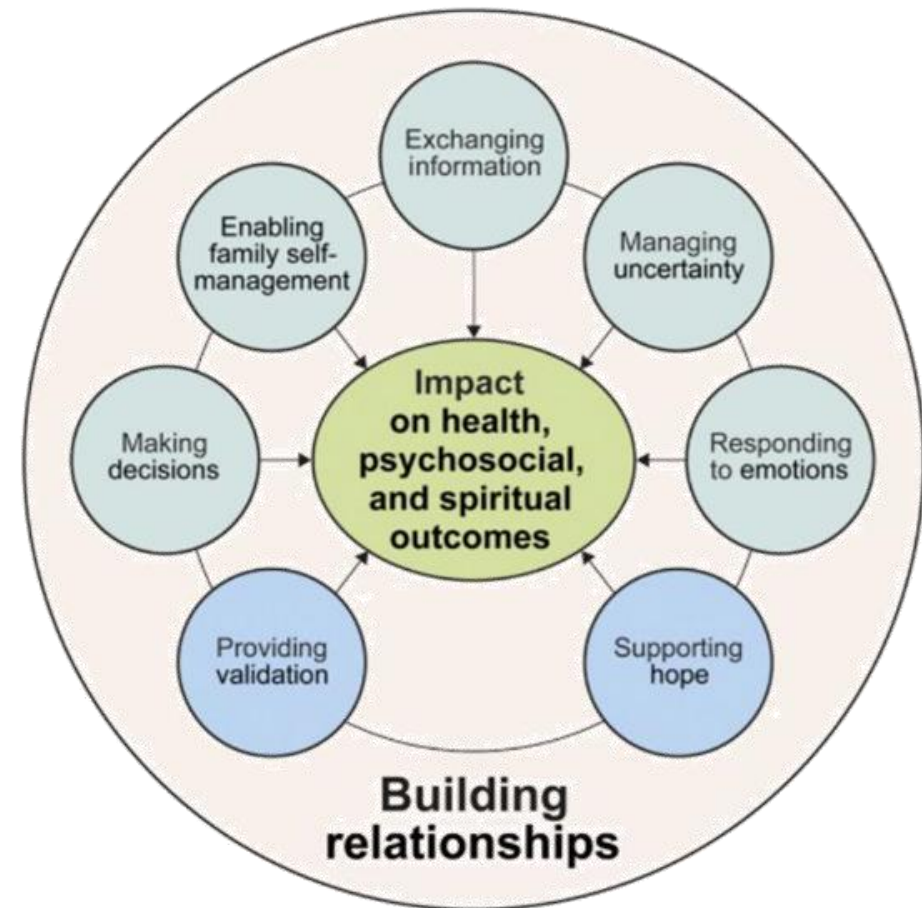 Exchanging
information
Enabling
family self-
management
Managing
uncertainty
Impact
on health,
psychosocial,
and spiritual
outcomes
Making
decisions
Responding
to emotions
Providing
validation
Supporting
hope
Building
relationships